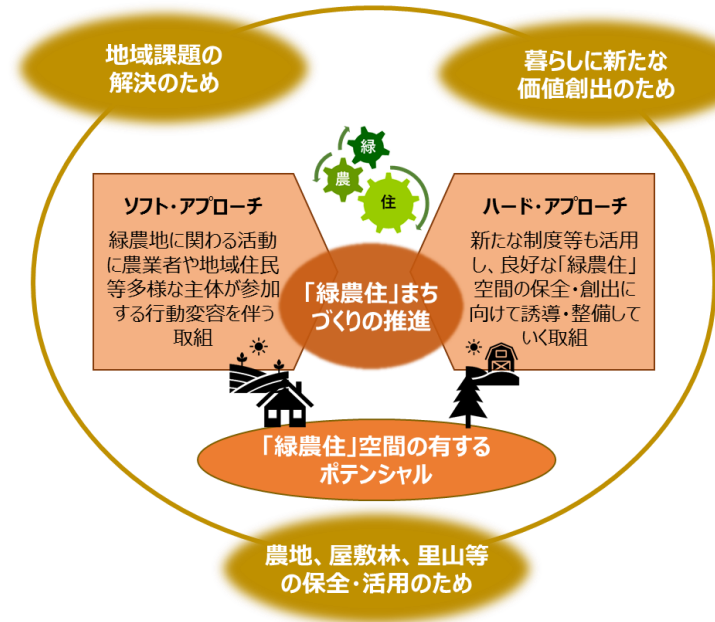 地域課題の
解決のため
暮らしに新たな
価値創出のため
緑
農
住
ソフト・アプローチ
緑農地に関わる活動
に農業者や地域住民
等多様な主体が参加
する行動変容を伴う
取組
「緑農住」まち
づくりの推進
ハード・アプローチ
新たな制度等も活用
し、良好な「緑農住」
空間の保全・創出に
向けて誘導・整備して
いく取組
「緑農住」空間の有する
ポテンシャル
農地、屋敷林、里山等
の保全・活用のため